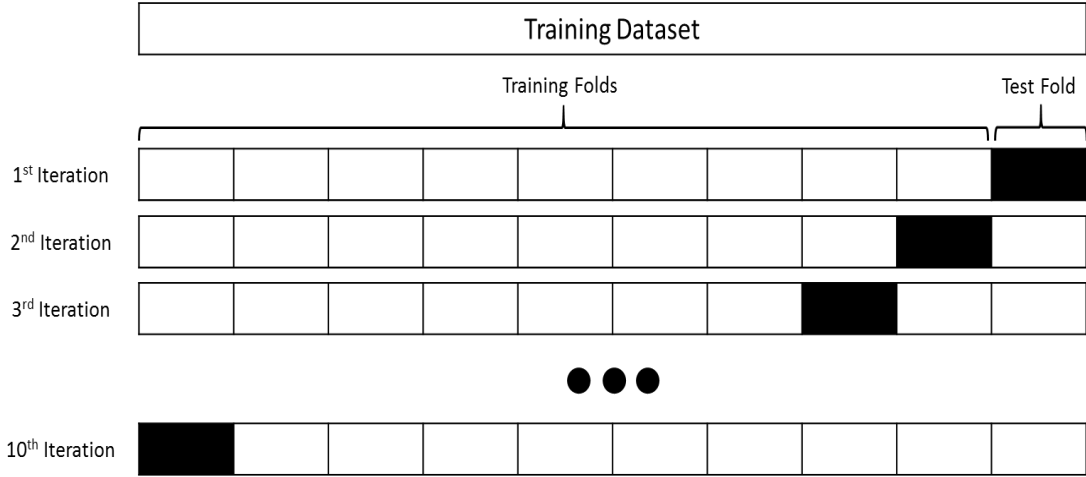 Training Dataset
Training Folds
Test Fold
1st Iteration
2nd Iteration
3rd Iteration
10th Iteration